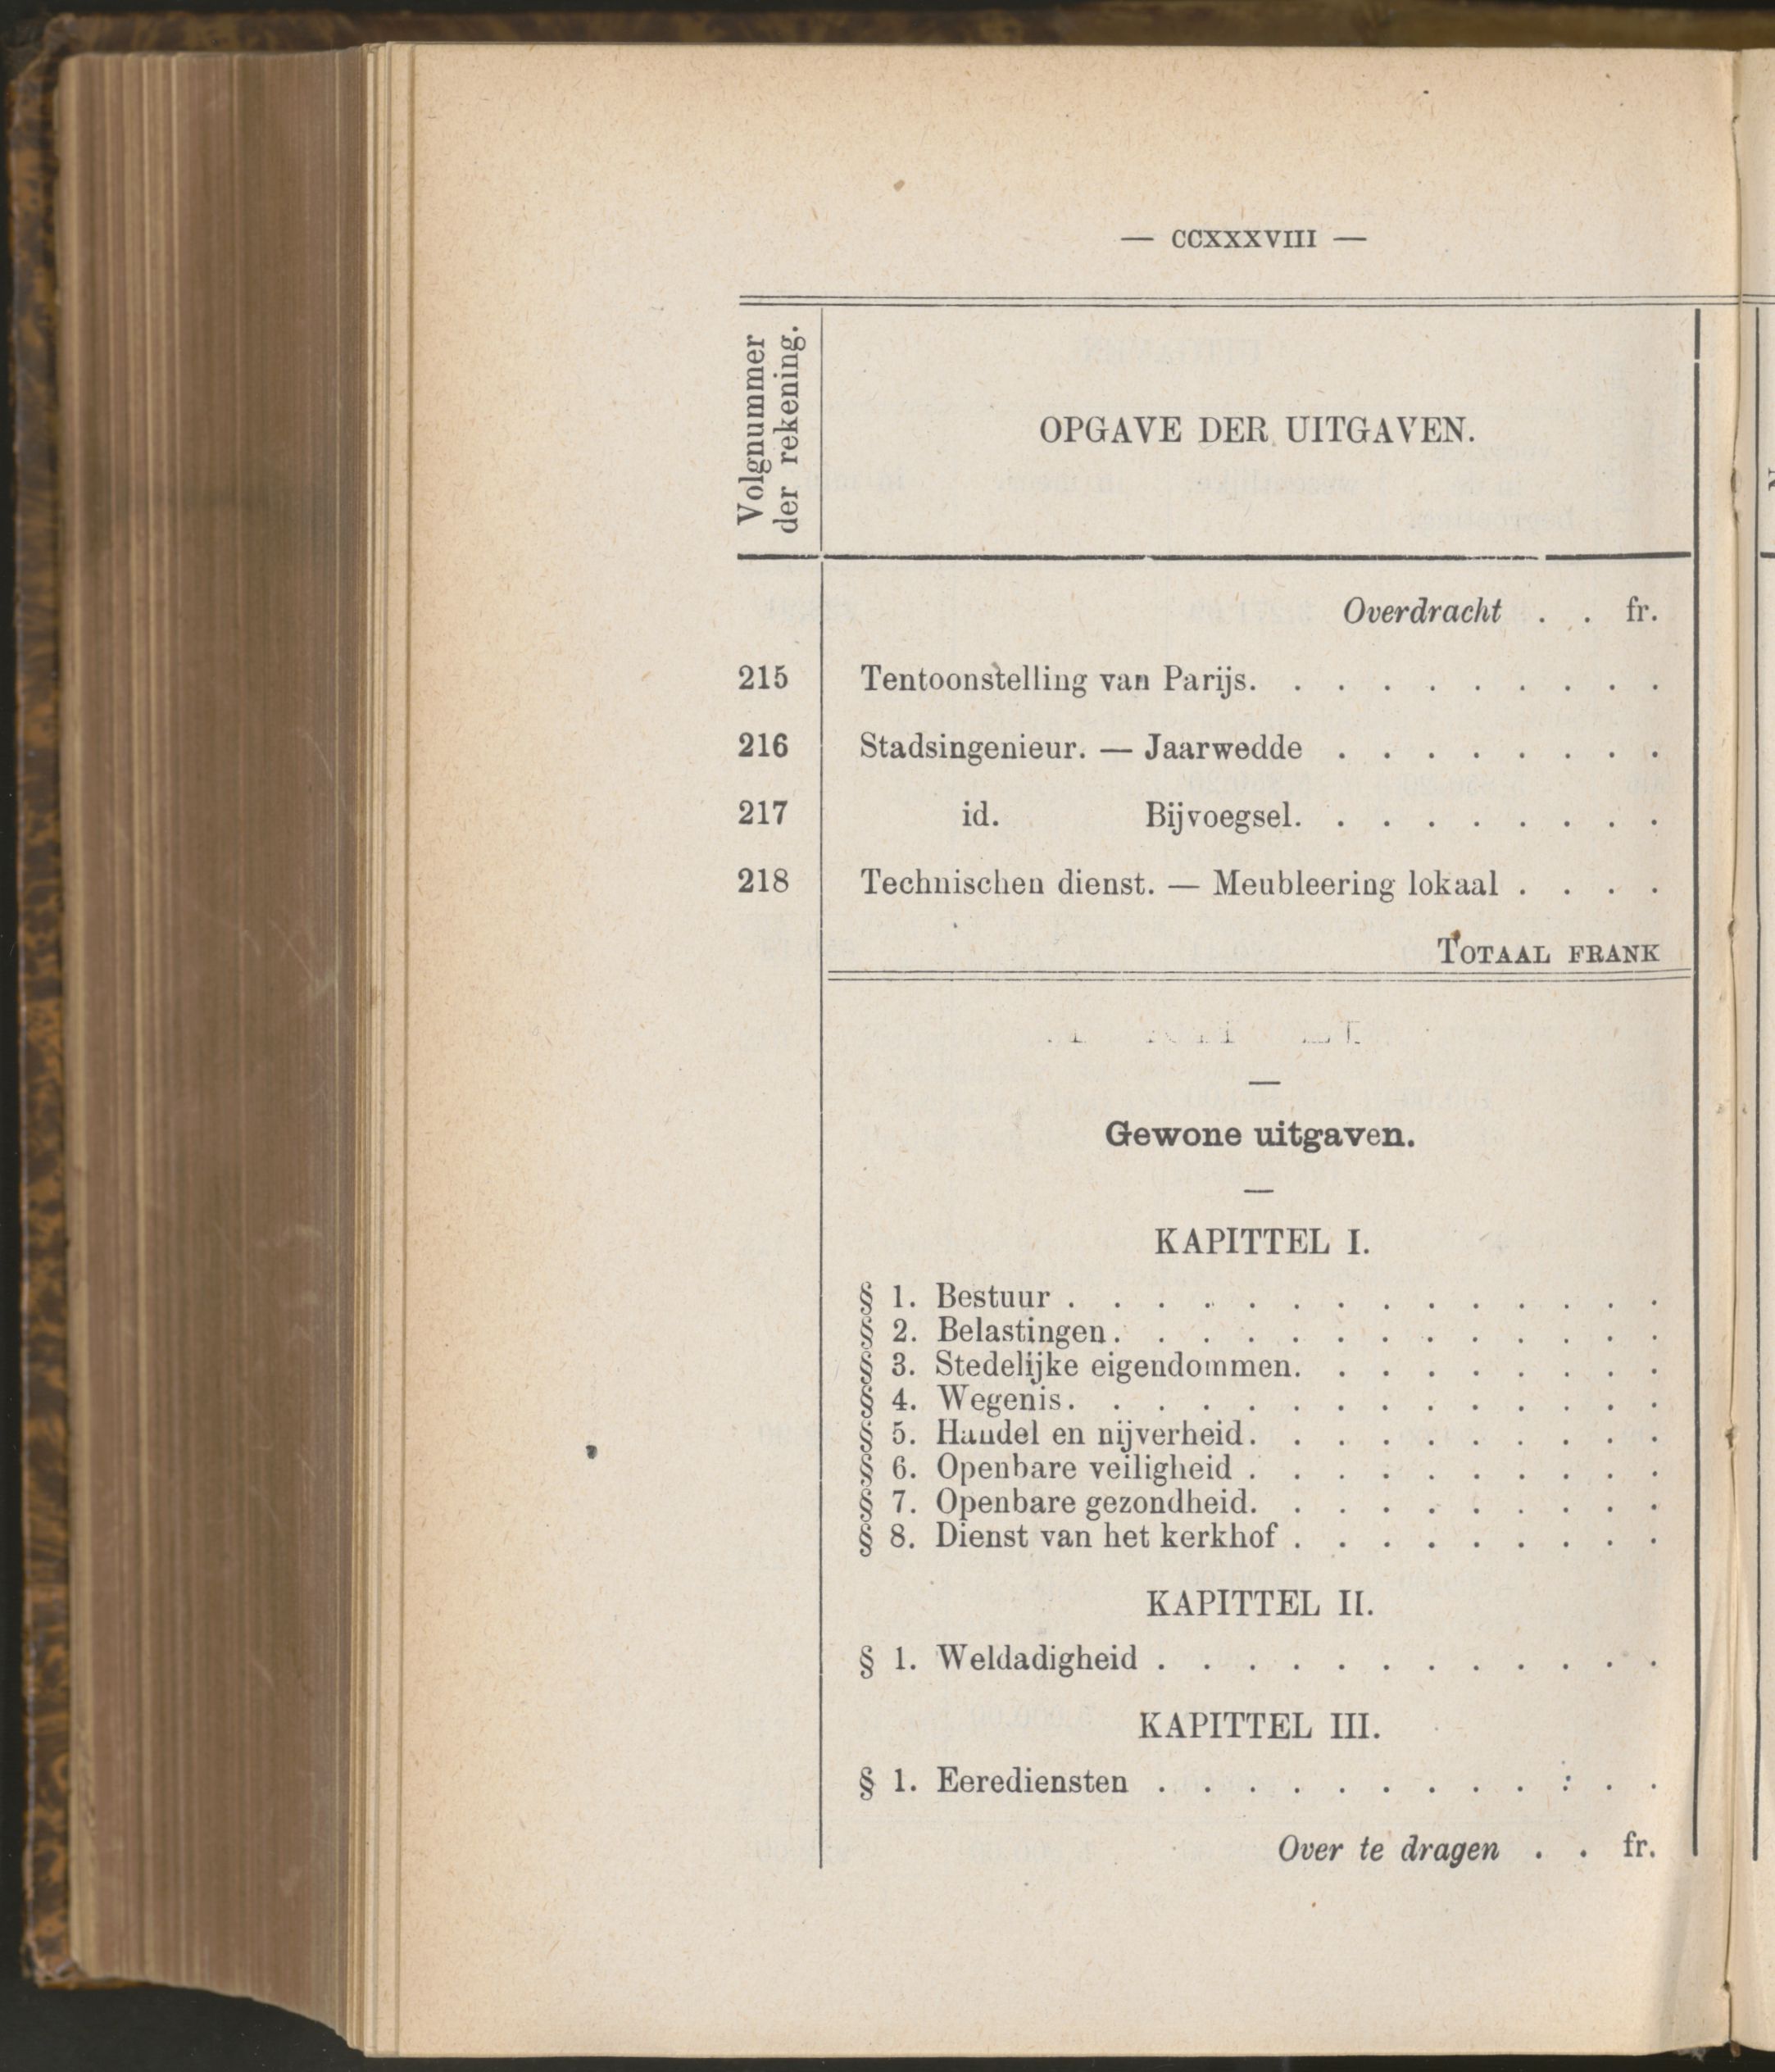 — CCXXXVIII —
Volgnummer
der rekening.
OPGAVE DER UITGAVEN.
Overdracht . . fr.
215 Tentoonstelling van Parijs. . . . . . . . . .
216 Stadsingenieur. — Jaarwedde . . . . . . . .
217 id. Bijvoegsel. . . . . . . . .
218 Technischen dienst. — Meubleering lokaal . . . .
TOTAAL FRANK
—
Gewone uitgaven.
—
KAPITTEL I.
§ 1. Bestuur . . . . . . . . . . . . . .
§ 2. Belastingen. . . . . . . . . . . . .
§ 3. Stedelijke eigendommen. . . . . . . . .
§ 4. Wegenis. . . . . . . . . . . . . .
§ 5. Handel en nijverheid. . . . . . . . . .
§ 6. Openbare veiligheid . . . . . . . . . .
§ 7. Openbare gezondheid. . . . . . . . . .
§ 8. Dienst van het kerkhof . . . . . . . . .
KAPITTEL II.
§ 1. Weldadigheid . . . . . . . . . . . .
KAPITTEL III.
§ 1. Eerediensten . . . . . . . . . : . .
Over te dragen . . fr.